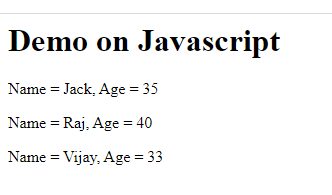 Demo on Javascript
Name = Jack, Age = 35
Name = Raj, Age = 40
Name = Vijay, Age = 33